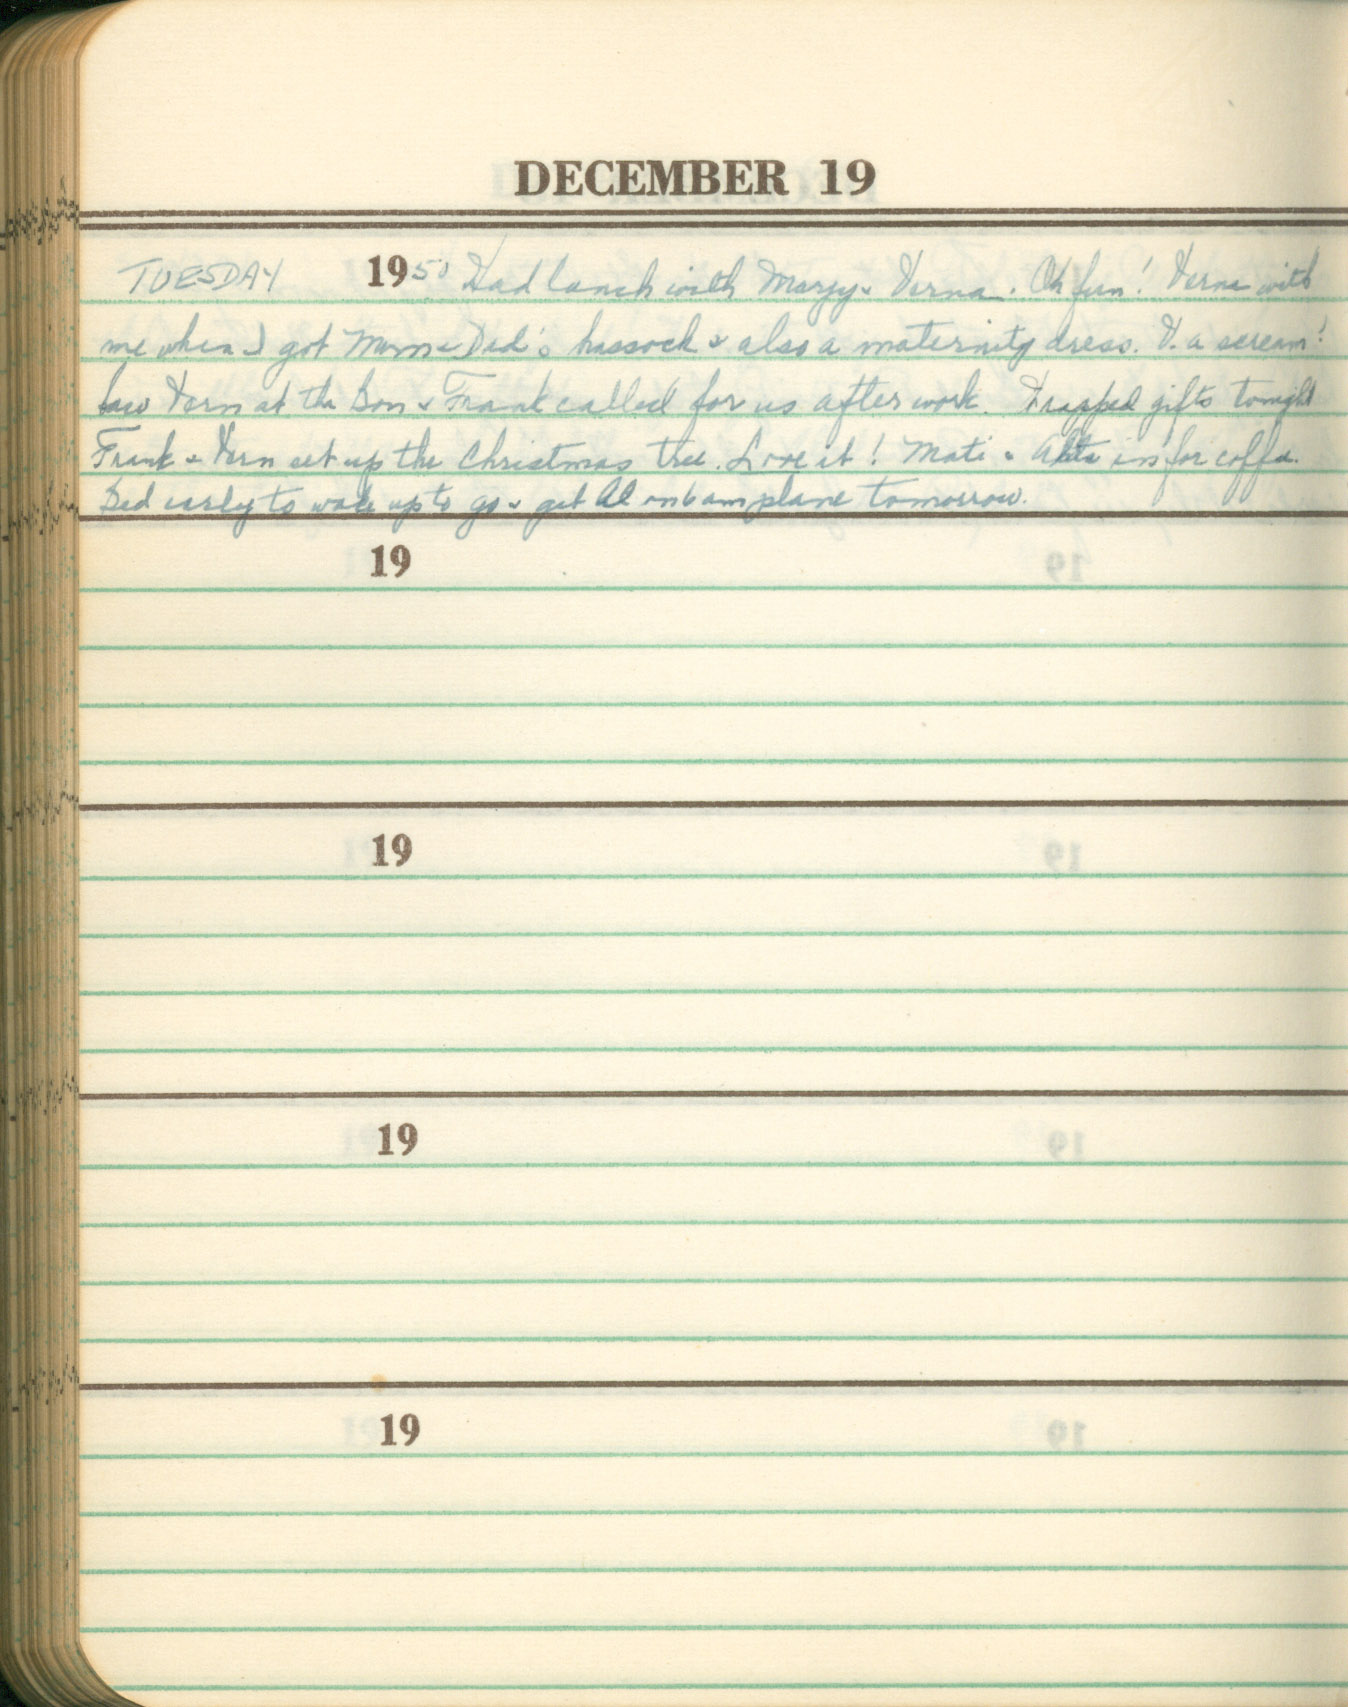 DECEMBER 19
TUESDAY 1950 Had lunch with Margy & Verna. Oh fun! Verna with
me when I got Mom & Dad's hassock & also a maternity dress. V. a scream!
Saw Vern at the Bon & Frank called for us after work. Wrapped gifts tonight
Frank & Vern set up the Christmas tree. Love it! Mati & in for coffee.
Bed early to wake up to go & get Al on 6 am plane tomorrow.
19
19
19
19